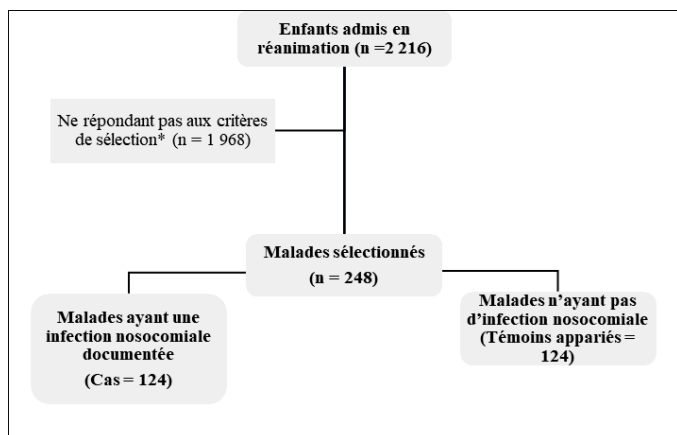 Enfants admis en
réanimation (n =2 216)
Ne répondant pas aux critères
de sélection* (n = 1 968)
Malades sélectionnés
(n = 248)
Malades ayant une
infection nosocomiale
documentée
(Cas = 124)
Malades n'ayant pas
d'infection nosocomiale
(Témoins appariés =
124)